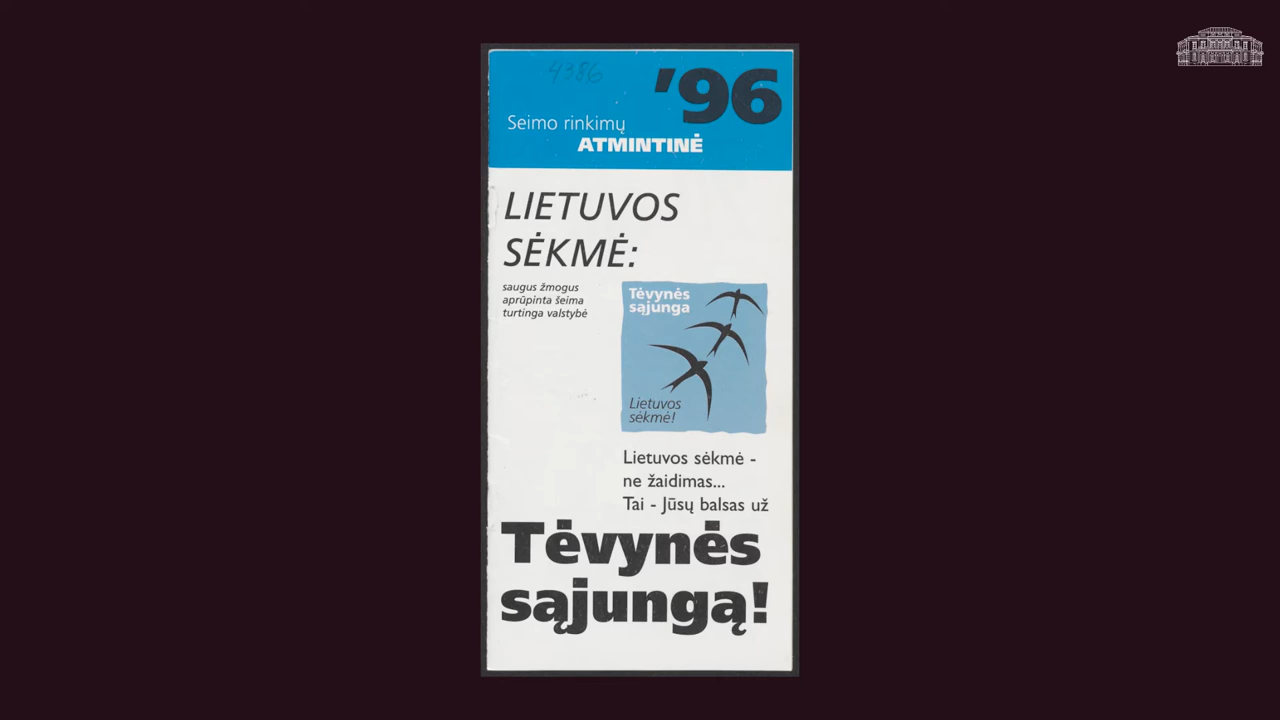 4386
'96
Seimo rinkimų
ATMINTINĖ
LIETUVOS
SĖKMĖ:
saugus žmogus
aprūpinta šeima
turtinga valstybė
Tėvynės
sąjunga
Lietuvos
sėkmė!
Lietuvos sėkmė -
ne žaidimas...
Tai - Jūsų balsas už
Tėvynės
sąjungą!